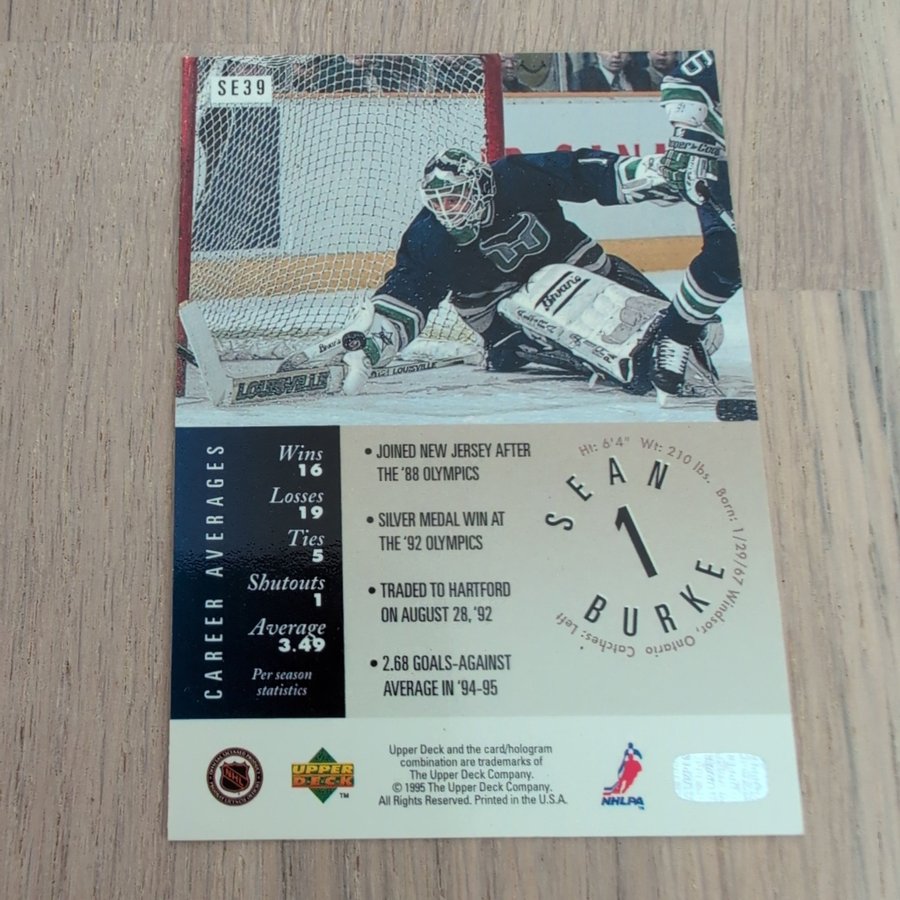 SE39
LOUISVILLE
LOUISVILLE
Brian's
CAREER AVERAGES
Wins
16
Losses
19
Ties
5
Shutouts
1
Average
3.49
Per season
statistics
• JOINED NEW JERSEY AFTER
THE '88 OLYMPICS
• SILVER MEDAL WIN AT
THE '92 OLYMPICS
• TRADED TO HARTFORD
ON AUGUST 28, '92
• 2.68 GOALS-AGAINST
AVERAGE IN '94-95
Ht: 6'4" Wt: 210 lbs. Born: 1/29/67 Windsor, Ontario Catches: Left
SEAN
1
BURKE
NHL
UPPER
DECK
TM
Upper Deck and the card/hologram
combination are trademarks of
The Upper Deck Company.
© 1995 The Upper Deck Company.
All Rights Reserved. Printed in the U.S.A.
NHLPA